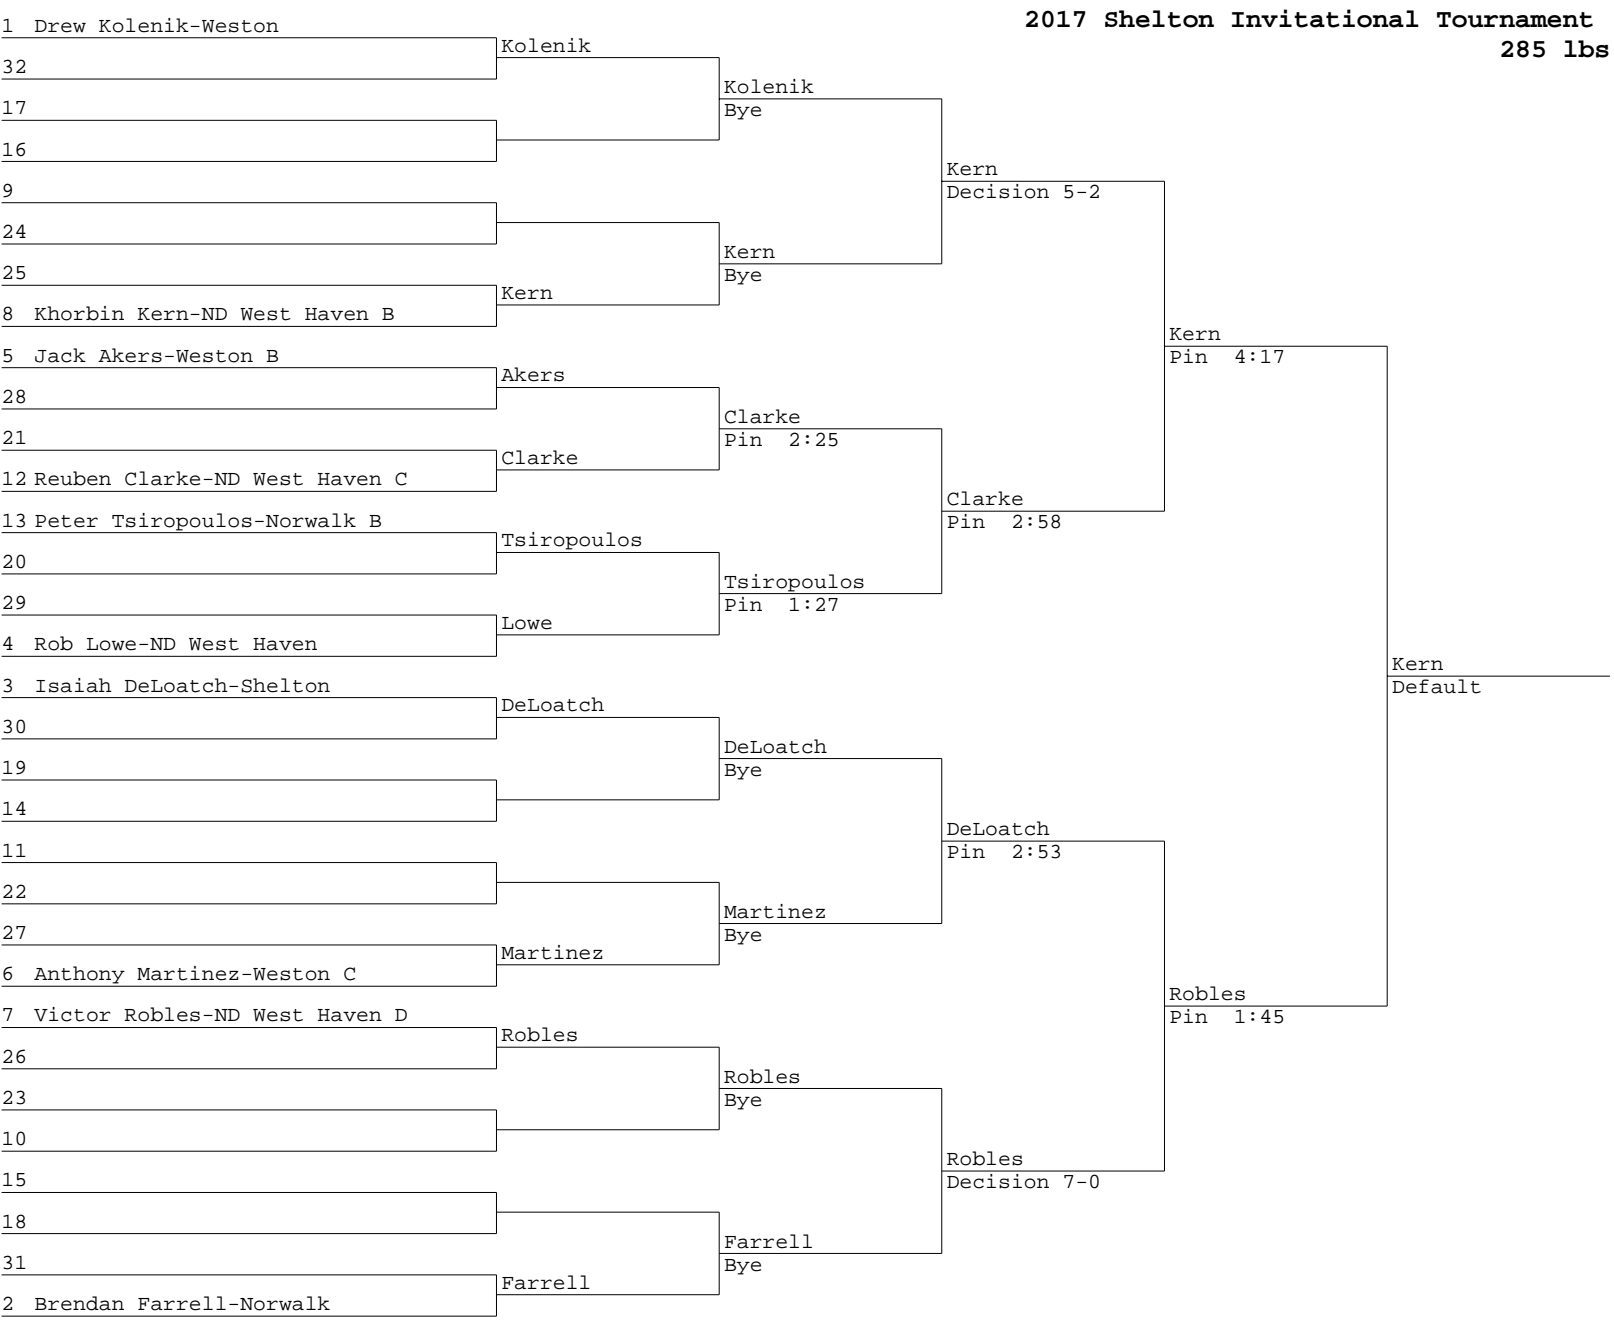 2017 Shelton Invitational Tournament
285 lbs
1 Drew Kolenik-Weston
32
17
16
9
24
25
8 Khorbin Kern-ND West Haven B
5 Jack Akers-Weston B
28
21
12 Reuben Clarke-ND West Haven C
13 Peter Tsiropoulos-Norwalk B
20
29
4 Rob Lowe-ND West Haven
3 Isaiah DeLoatch-Shelton
30
19
14
11
22
27
6 Anthony Martinez-Weston C
7 Victor Robles-ND West Haven D
26
23
10
15
18
31
2 Brendan Farrell-Norwalk
Kolenik
Kern
Akers
Clarke
Tsiropoulos
Lowe
DeLoatch
Martinez
Robles
Farrell
Kolenik
Bye
Kern
Bye
Clarke
Pin 2:25
Tsiropoulos
Pin 1:27
DeLoatch
Bye
Martinez
Bye
Robles
Bye
Farrell
Bye
Kern
Decision 5-2
Clarke
Pin 2:58
DeLoatch
Pin 2:53
Robles
Decision 7-0
Kern
Pin 4:17
Robles
Pin 1:45
Kern
Default